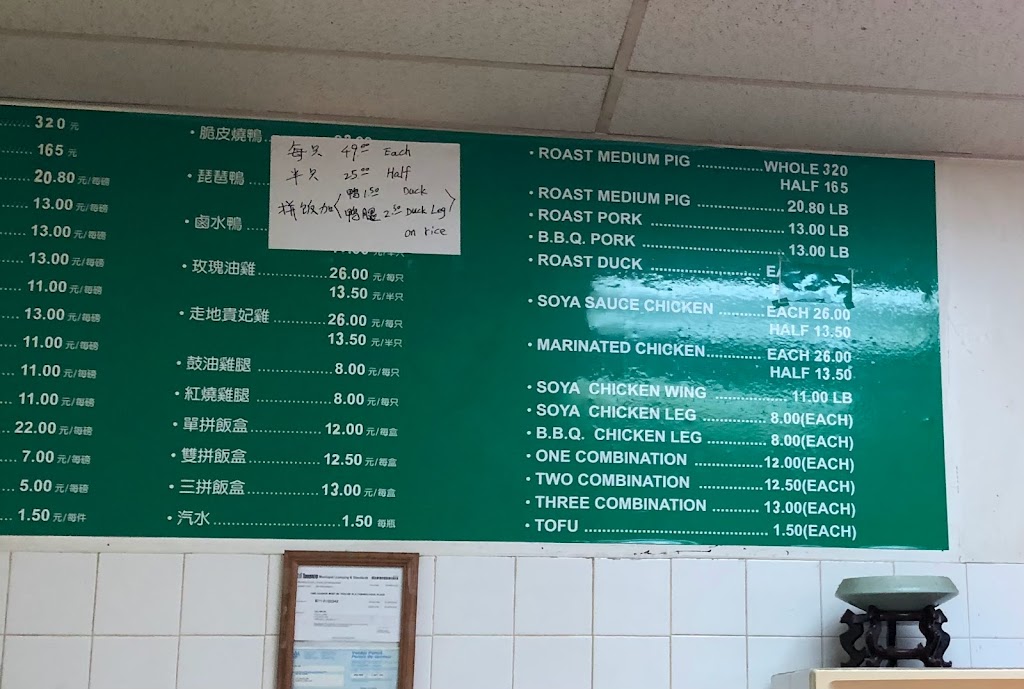 320 元
165 元
20.80 元/每磅
13.00 元/每磅
13.00 元/每磅
13.00 元/每磅
11.00 元/每磅
13.00 元/每磅
11.00 元/每磅
11.00 元/每磅
11.00 元/每磅
22.00 元/每磅
7.00 元/每磅
5.00 元/每磅
1.50 元/每件
• 脆皮燒鴨
• 琵琶鴨
• 鹵水鴨
• 玫瑰油雞 26.00 元/每只
13.50 元/半只
• 走地貴妃雞 26.00 元/每只
13.50 元/半只
• 鼓油雞腿 8.00 元/每只
• 紅燒雞腿 8.00 元/每只
• 單拼飯盒 12.00 元/每盒
• 雙拼飯盒 12.50 元/每盒
• 三拼飯盒 13.00 元/每盒
• 汽水 1.50 每瓶
每只 49.00 Each
半只 25.00 Half
拼饭加 鸭 1.50 Duck
鸭腿 2.50 Duck Leg
on rice
• ROAST MEDIUM PIG WHOLE 320
HALF 165
• ROAST MEDIUM PIG 20.80 LB
• ROAST PORK 13.00 LB
• B.B.Q. PORK 13.00 LB
• ROAST DUCK
• SOYA SAUCE CHICKEN EACH 26.00
HALF 13.50
• MARINATED CHICKEN EACH 26.00
HALF 13.50
• SOYA CHICKEN WING 11.00 LB
• SOYA CHICKEN LEG 8.00(EACH)
• B.B.Q. CHICKEN LEG 8.00(EACH)
• ONE COMBINATION 12.00(EACH)
• TWO COMBINATION 12.50(EACH)
• THREE COMBINATION 13.00(EACH)
• TOFU 1.50(EACH)
Toronto Municipal Licensing & Standards